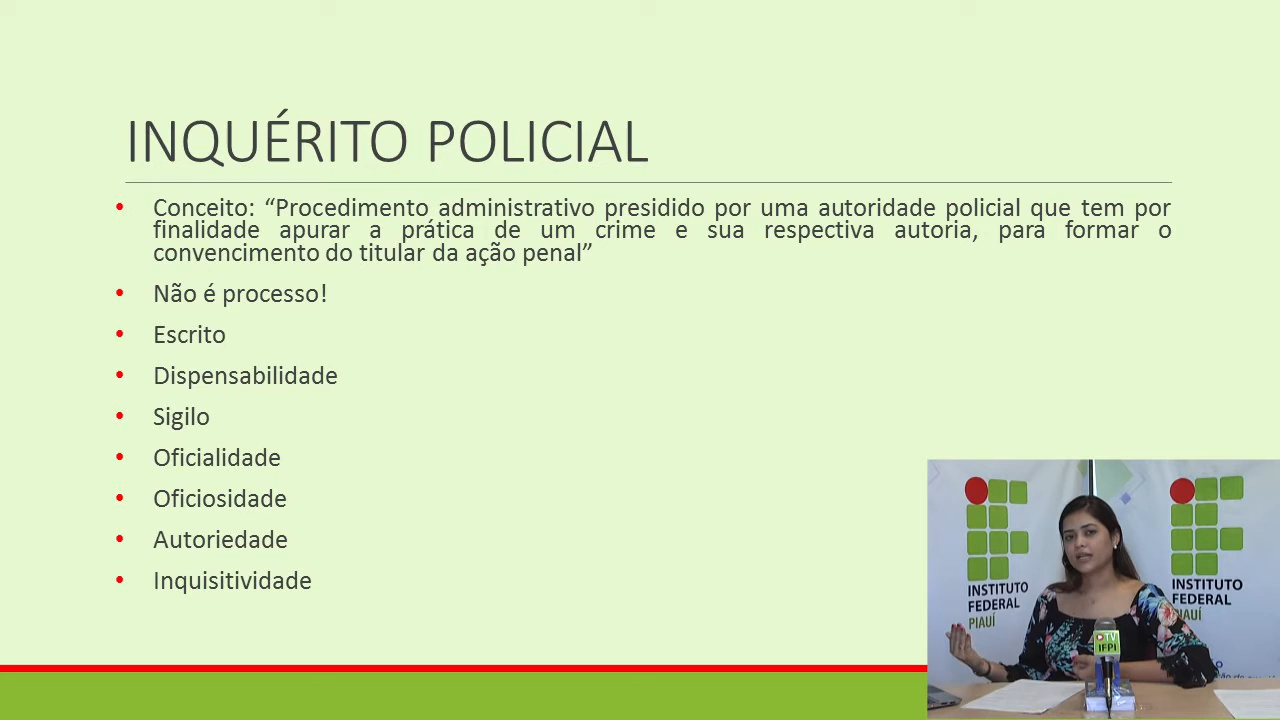 INQUÉRITO POLICIAL
• Conceito: “Procedimento administrativo presidido por uma autoridade policial que tem por
finalidade apurar a prática de um crime e sua respectiva autoria, para formar o
convencimento do titular da ação penal”
• Não é processo!
• Escrito
• Dispensabilidade
• Sigilo
• Oficialidade
• Oficiosidade
• Autoriedade
• Inquisitividade
INSTITUTO
FEDERAL
PIAUÍ
INSTITUTO
FEDERAL
PIAUÍ
TV
IFPI